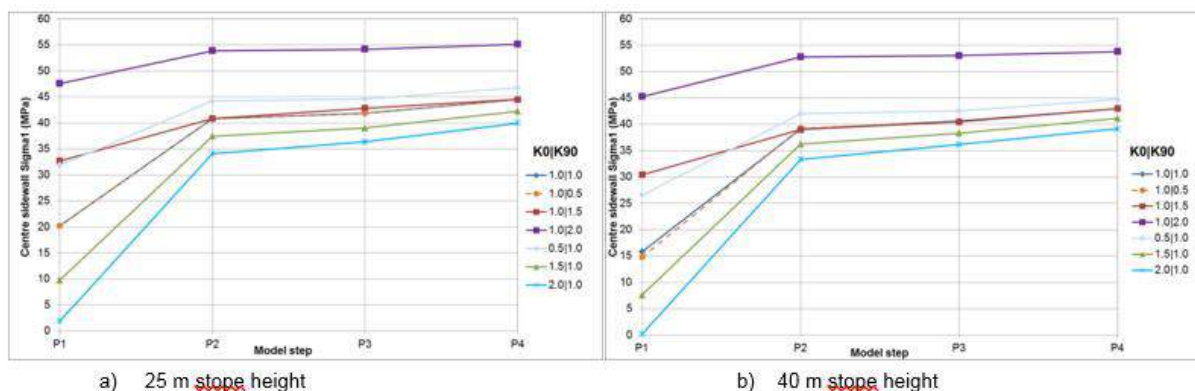 60
55
50
45
40
35
30
25
20
15
10
5
0
Centre sidewall Sigma1 (MPa)
P1
P2
P3
P4
Model step
K0|K90
1.0|1.0
1.0|0.5
1.0|1.5
1.0|2.0
0.5|1.0
1.5|1.0
2.0|1.0
a) 25 m stope height
60
55
50
45
40
35
30
25
20
15
10
5
0
Centre sidewall Sigma1 (MPa)
P1
P2
P3
P4
Model step
K0|K90
1.0|1.0
1.0|0.5
1.0|1.5
1.0|2.0
0.5|1.0
1.5|1.0
2.0|1.0
b) 40 m stope height